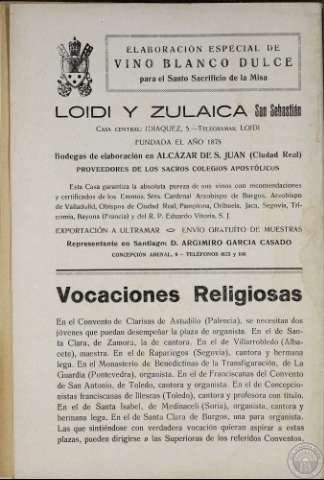 ELABORACIÓN ESPECIAL DE
VINO BLANCO DULCE
para el Santo Sacrificio de la Misa
LOIDI Y ZULAICA San Sebastián
CASA CENTRAL: IDIAQUEZ, 5.—TELEGRAMAS, LOIDI
FUNDADA EL AÑO 1875
Bodegas de elaboración en ALCÁZAR DE S. JUAN (Ciudad Real)
PROVEEDORES DE LOS SACROS COLEGIOS APOSTÓLICOS
Esta Casa garantiza la absoluta pureza de sus vinos con recomendaciones
y certificados de los Emmos. Sres. Cardenal Arzobispo de Burgos, Arzobispo
de Valladolid, Obispos de Ciudad Real, Pamplona, Orihuela, Jaca, Segovia,
Bayona (Francia) y del R. P. Eduardo Vitoria, S. J.
EXPORTACIÓN A ULTRAMAR ENVÍO GRATUÍTO DE MUESTRAS
Representante en Santiago: D. ARGIMIRO GARCIA CASADO
CONCEPCIÓN ARENAL, - TELÉFONOS
Vocaciones Religiosas
En el Convento de Clarisas de Astudillo (Palencia), se necesitan dos
jóvenes que puedan desempeñar la plaza de organista. En el de San-
ta Clara, de Zamora, la de cantora. En el de Villarrobledo (Alba-
cete), maestra. En el de Rapariegos (Segovia), cantora y hermana
lega. En el Monasterio de Benedictinas de la Transfiguración, de La
Guardia (Pontevedra), organista. En el de Franciscanas del Convento
de San Antonio, de Toledo, cantora y organista. En el de Concepcio-
nistas franciscanas de Illescas (Toledo), cantora y profesora con título.
En el de Santa Isabel, de Medinaceli (Soria), organista, cantora y
hermana lega. En el de Santa Clara de Burgos, una para organista.
Las que sintiéndose con verdadera vocación quieran aspirar a estas
plazas, pueden dirigirse a las Superioras de los referidos Conventos.